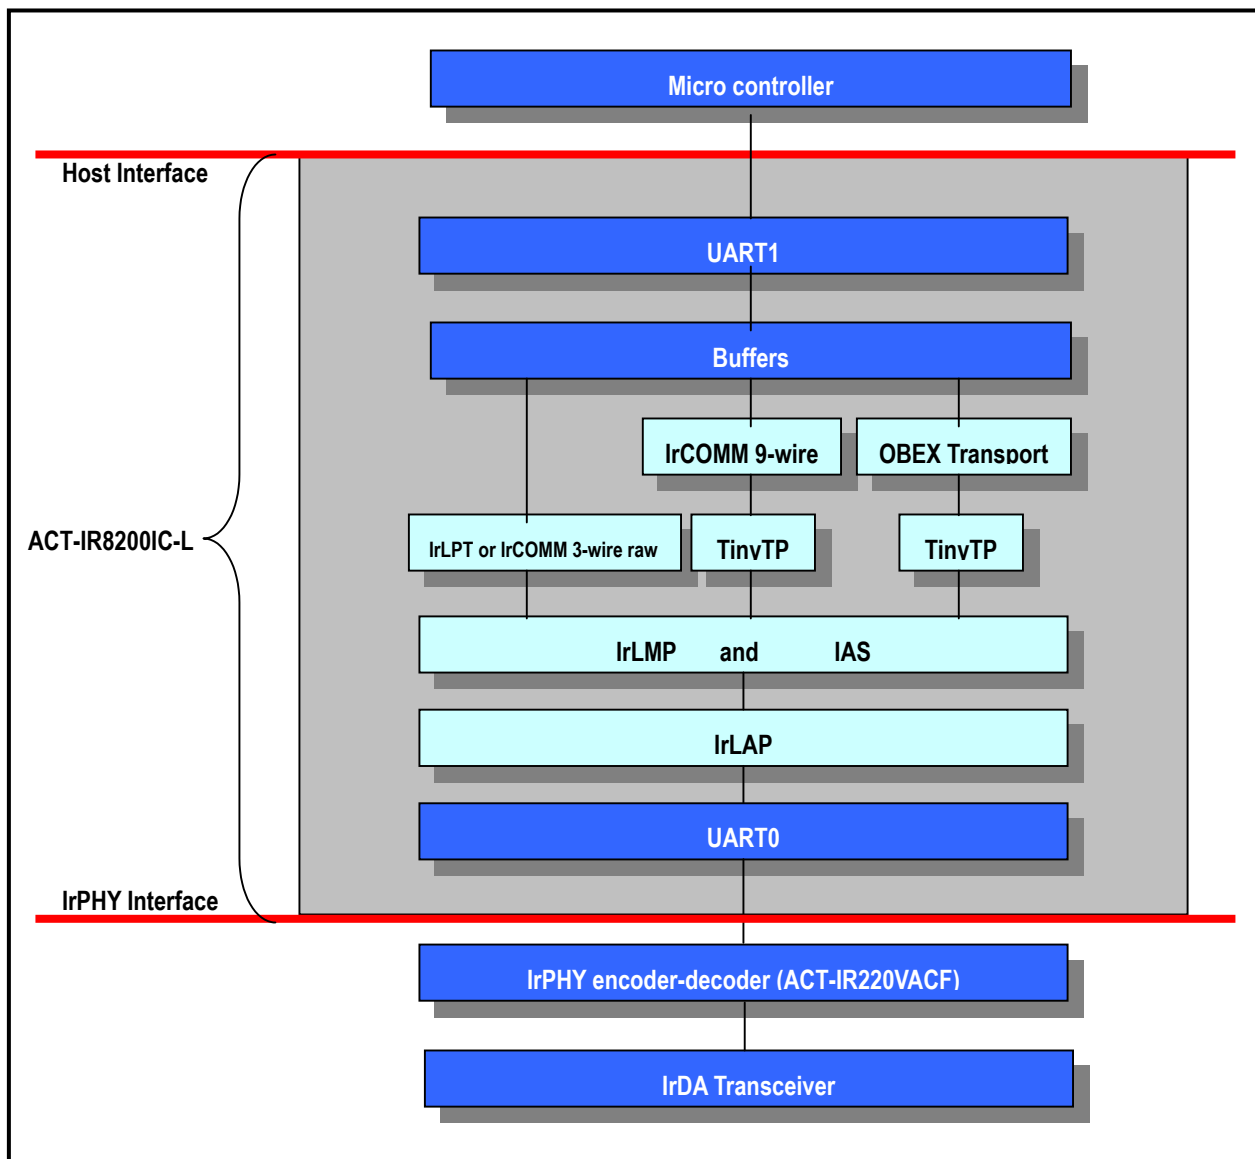 Micro controller
Host Interface
UART1
Buffers
IrCOMM 9-wire
OBEX Transport
ACT-IR8200IC-L
IrLPT or IrCOMM 3-wire raw
TinyTP
TinyTP
IrLMP and IAS
IrLAP
UART0
IrPHY Interface
IrPHY encoder-decoder (ACT-IR220VACF)
IrDA Transceiver